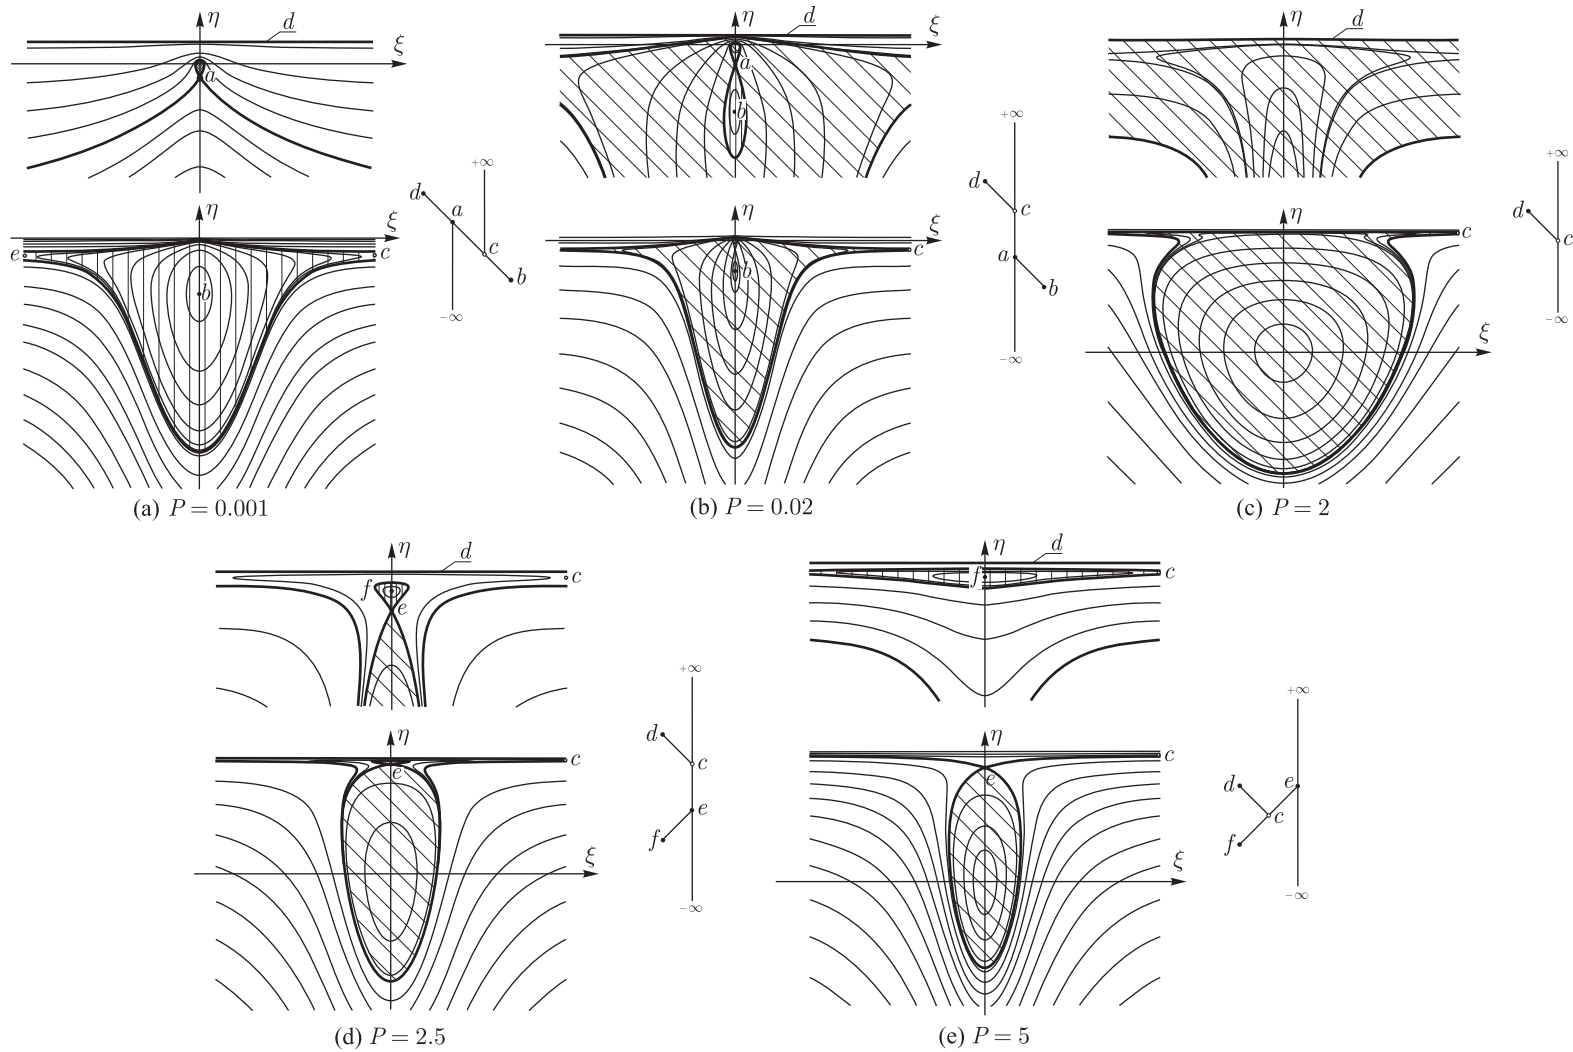 η
d
ξ
a
η
ξ
e
c
b
+∞
d
a
c
b
−∞
(a) P = 0.001
η
d
ξ
a
b
η
ξ
b
c
+∞
d
c
a
b
−∞
(b) P = 0.02
η
d
η
c
ξ
+∞
d
c
−∞
(c) P = 2
η
d
c
f
e
η
c
e
ξ
+∞
d
c
e
f
−∞
(d) P = 2.5
η
d
f
c
η
c
e
ξ
+∞
d
e
c
f
−∞
(e) P = 5